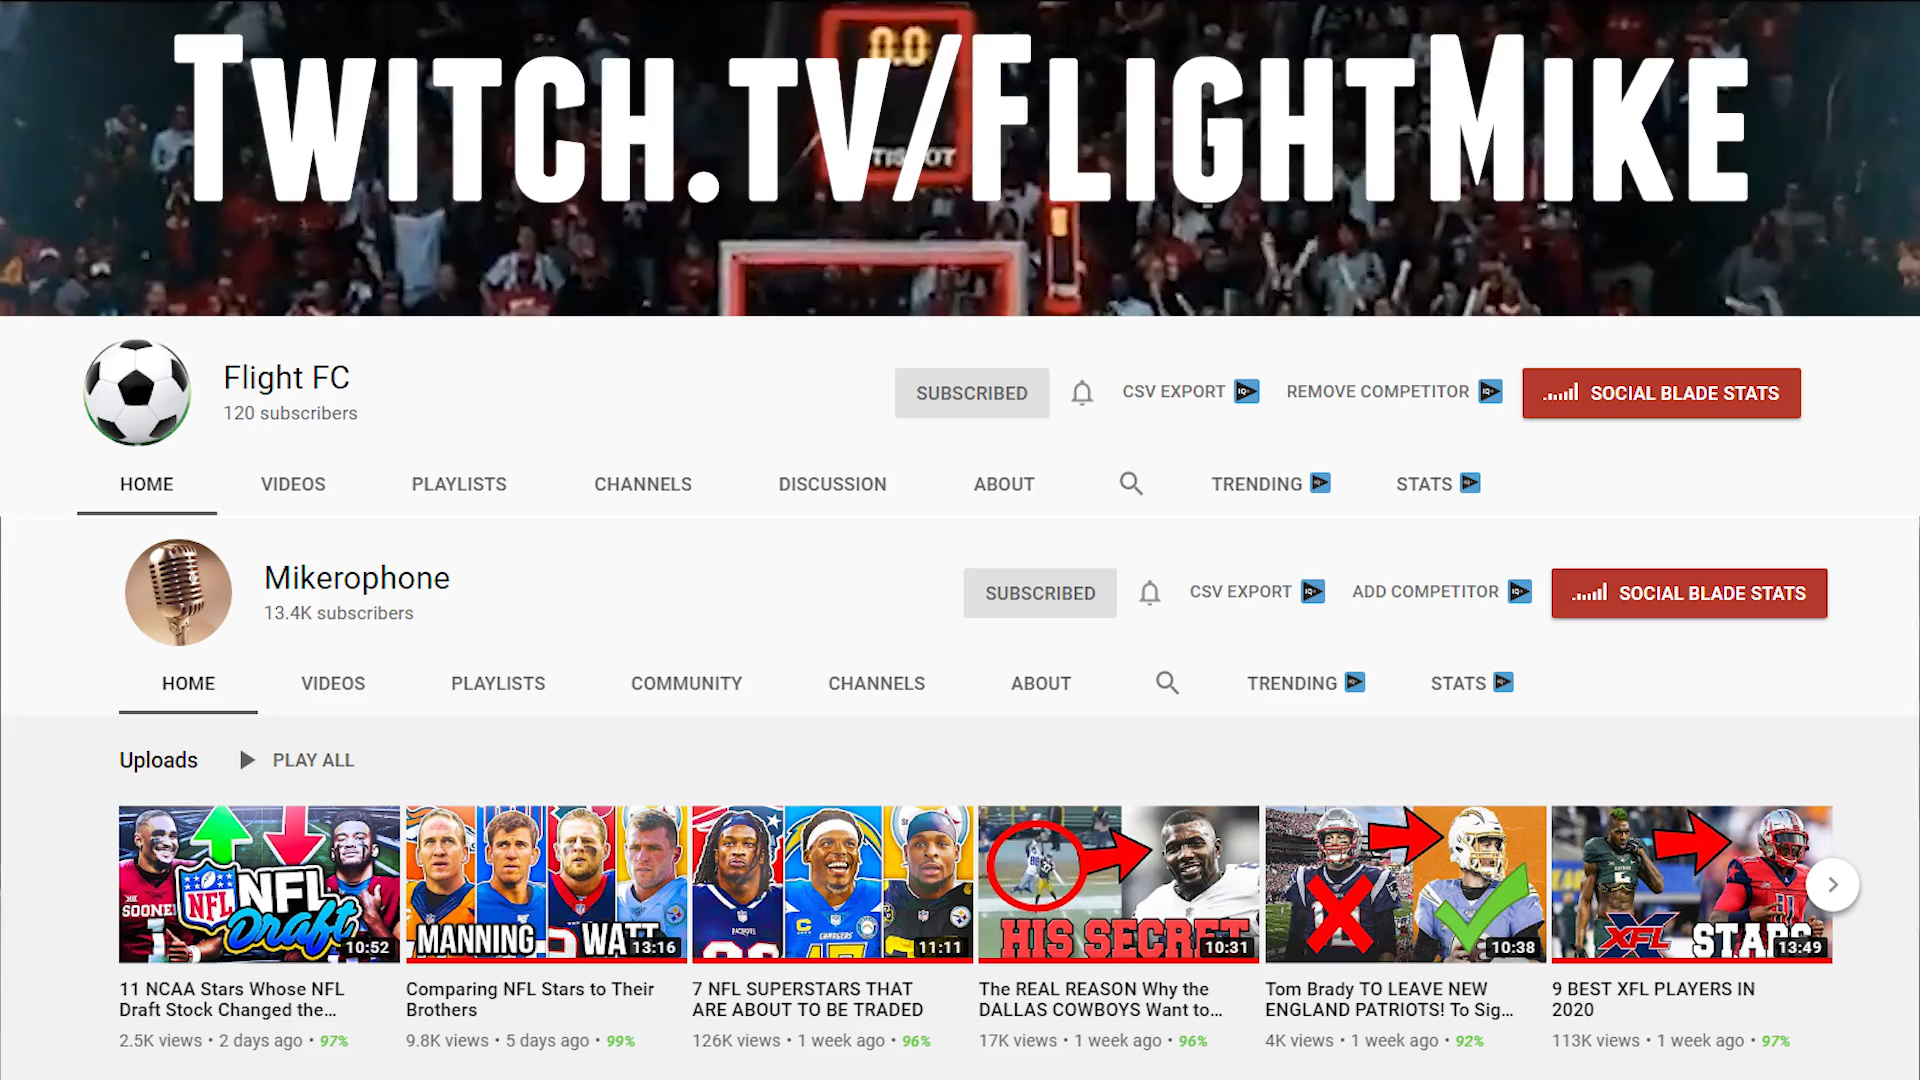 0.0
TWITCH.TV/FLIGHTMIKE
Flight FC
120 subscribers
SUBSCRIBED
CSV EXPORT
REMOVE COMPETITOR
SOCIAL BLADE STATS
HOME VIDEOS PLAYLISTS CHANNELS DISCUSSION ABOUT TRENDING STATS
Mikerophone
13.4K subscribers
SUBSCRIBED
CSV EXPORT
ADD COMPETITOR
SOCIAL BLADE STATS
HOME VIDEOS PLAYLISTS COMMUNITY CHANNELS ABOUT TRENDING STATS
Uploads PLAY ALL
NFL
NFL
Draft
10:52
MANNING
WATT
13:16
PATRIOTS
CHARGERS
11:11
HIS SECRET
10:31
10:38
XFL
STARS
13:49
11 NCAA Stars Whose NFL
Draft Stock Changed the...
2.5K views • 2 days ago • 97%
Comparing NFL Stars to Their
Brothers
9.8K views • 5 days ago • 99%
7 NFL SUPERSTARS THAT
ARE ABOUT TO BE TRADED
126K views • 1 week ago • 96%
The REAL REASON Why the
DALLAS COWBOYS Want to...
17K views • 1 week ago • 96%
Tom Brady TO LEAVE NEW
ENGLAND PATRIOTS! To Sig...
4K views • 1 week ago • 92%
9 BEST XFL PLAYERS IN
2020
113K views • 1 week ago • 97%